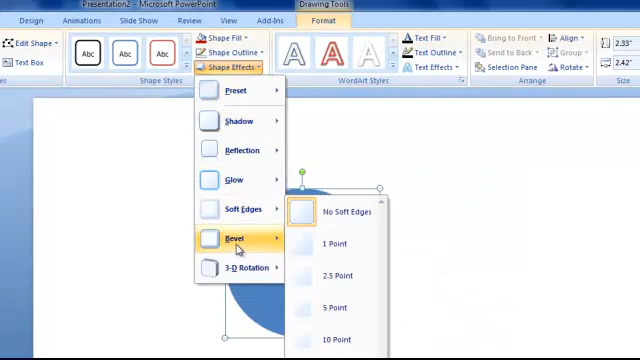 Presentation2 - Microsoft PowerPoint
Drawing Tools
Design
Animations
Slide Show
Review
View
Add-Ins
Format
Edit Shape
Text Box
Abc
Abc
Abc
Shape Fill
Shape Outline
Shape Effects
Shape Styles
A
A
A
Text Fill
Text Outline
Text Effects
WordArt Styles
Bring to Front
Send to Back
Selection Pane
Align
Group
Rotate
Arrange
2.33"
2.42"
Preset
Shadow
Reflection
Glow
Soft Edges
Bevel
3-D Rotation
No Soft Edges
1 Point
2.5 Point
5 Point
10 Point